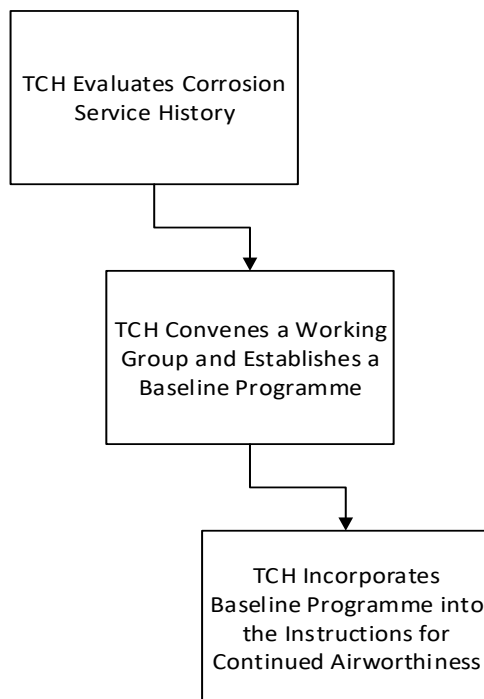 TCH Evaluates Corrosion
Service History
TCH Convenes a Working
Group and Establishes a
Baseline Programme
TCH Incorporates
Baseline Programme into
the Instructions for
Continued Airworthiness